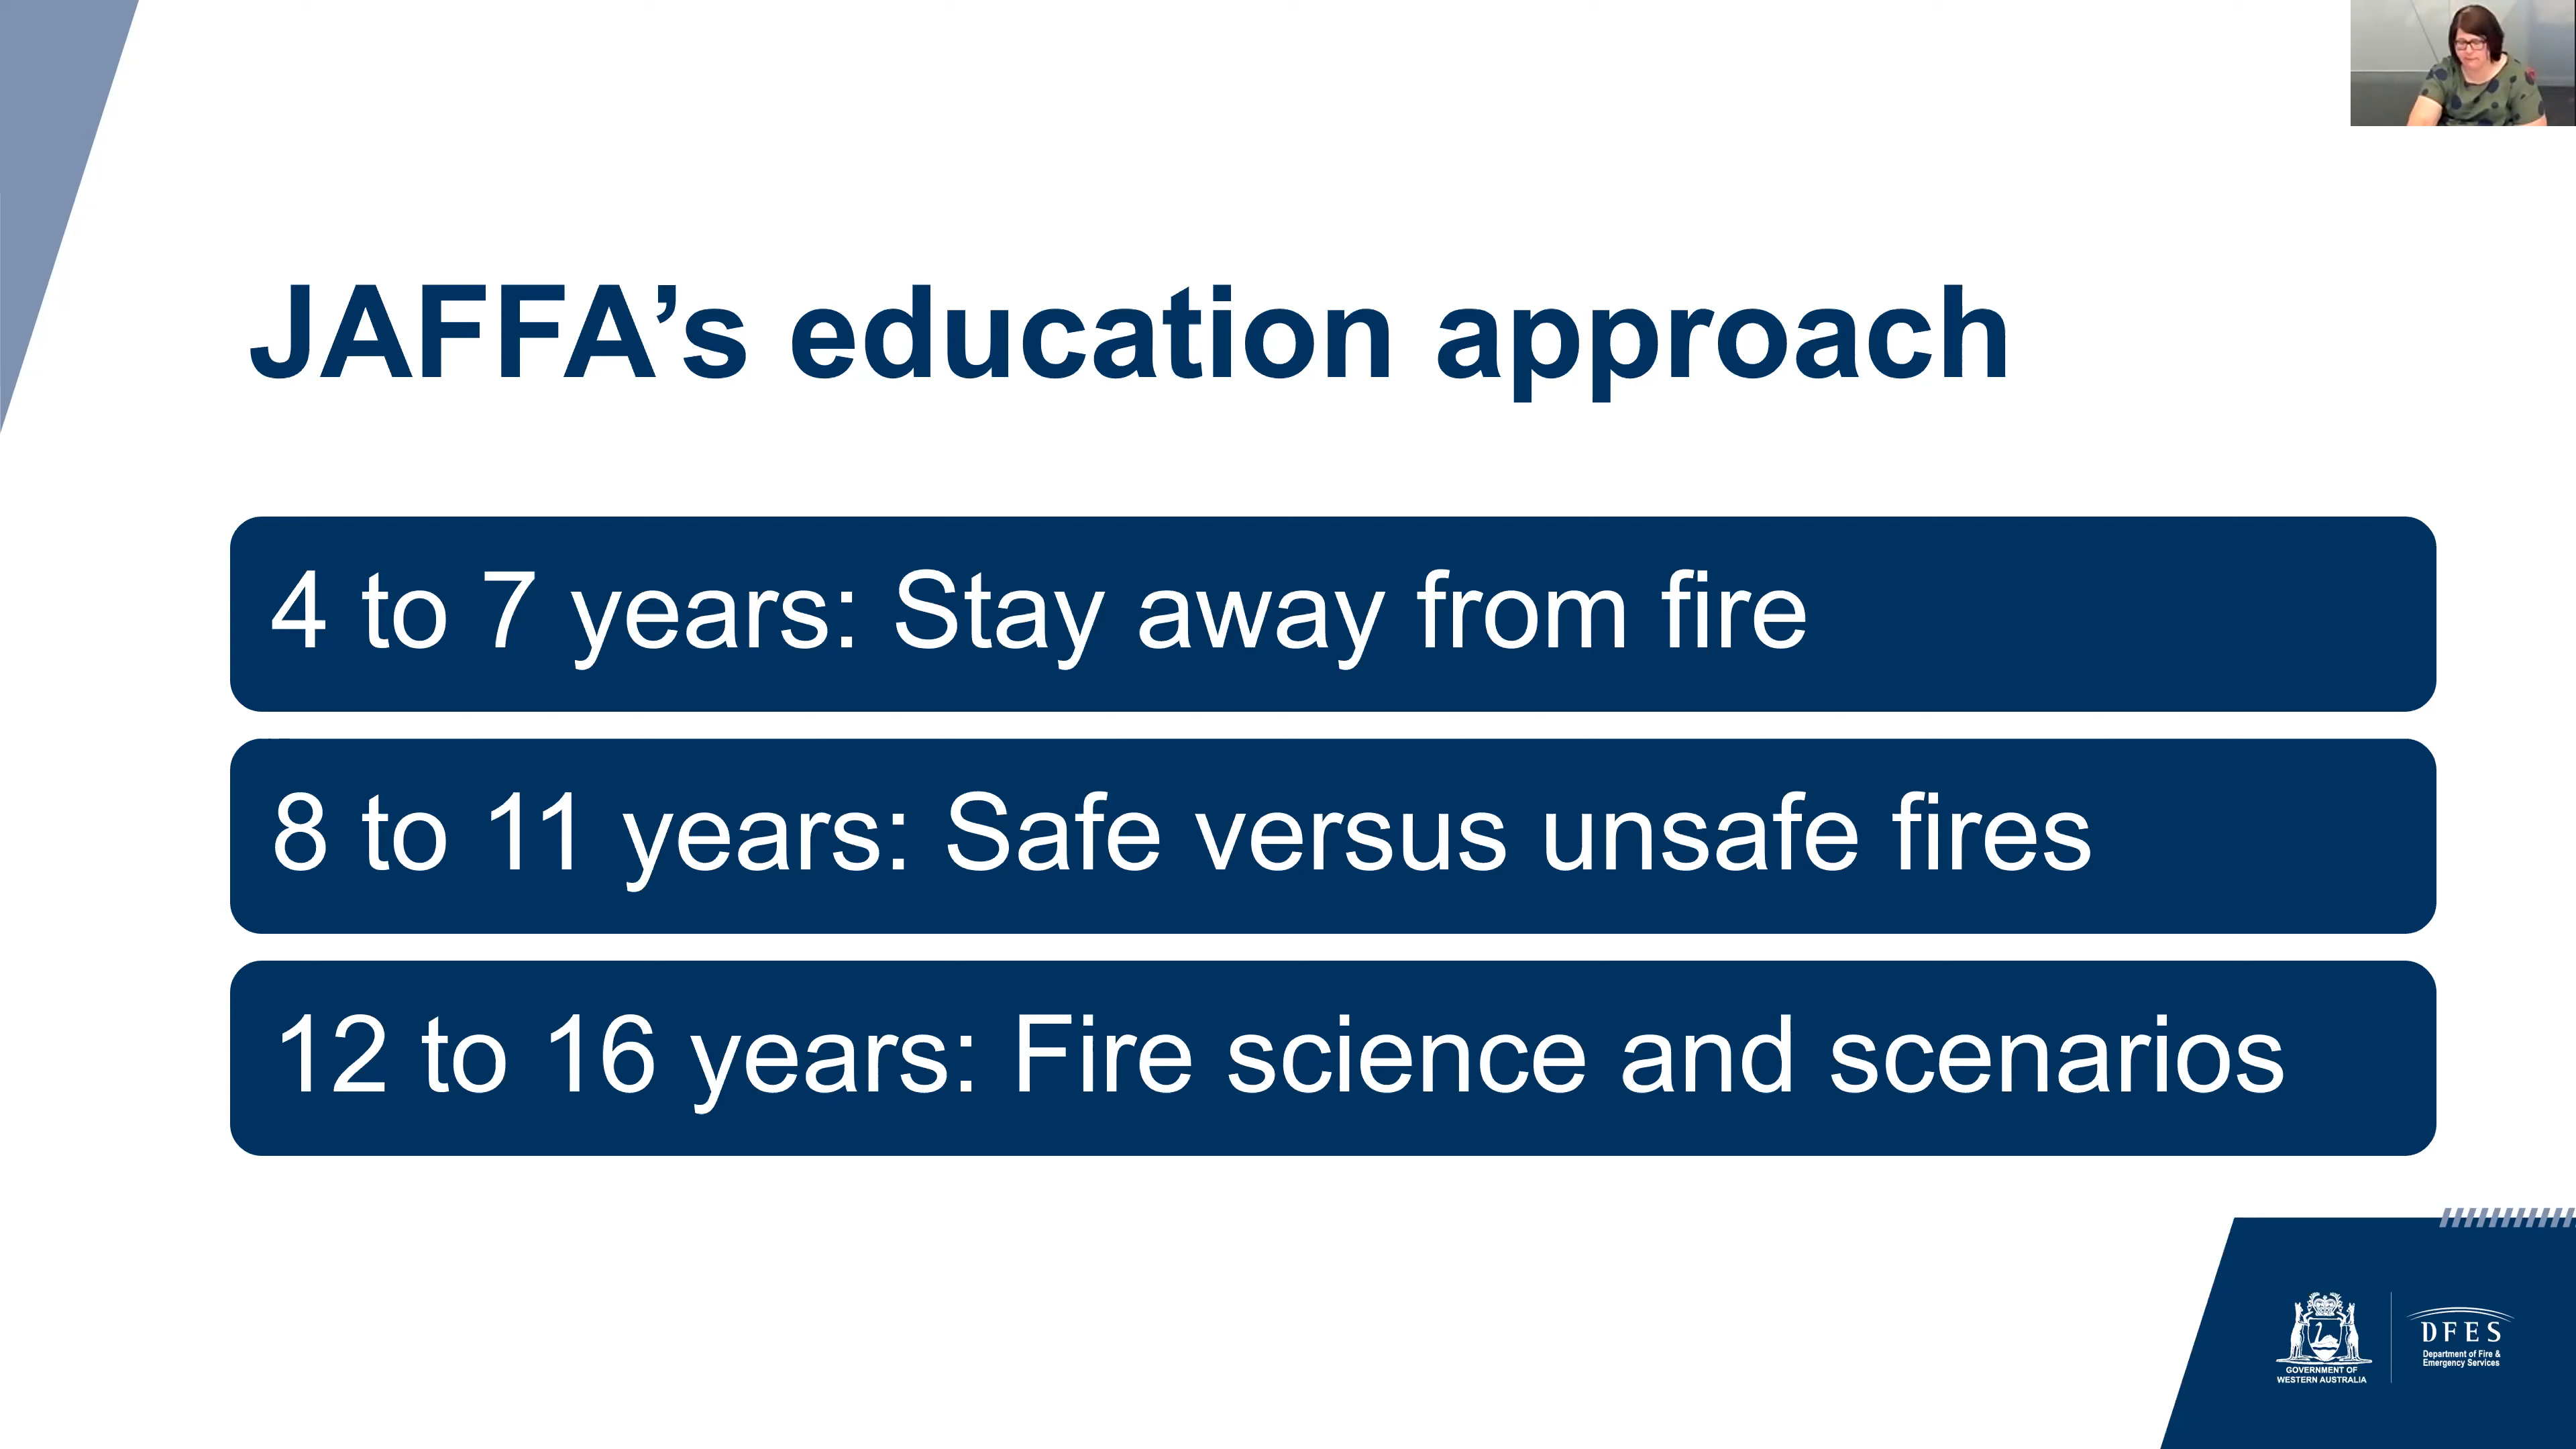 JAFFA’s education approach
4 to 7 years: Stay away from fire
8 to 11 years: Safe versus unsafe fires
12 to 16 years: Fire science and scenarios
GOVERNMENT OF
WESTERN AUSTRALIA
DFES
Department of Fire &
Emergency Services